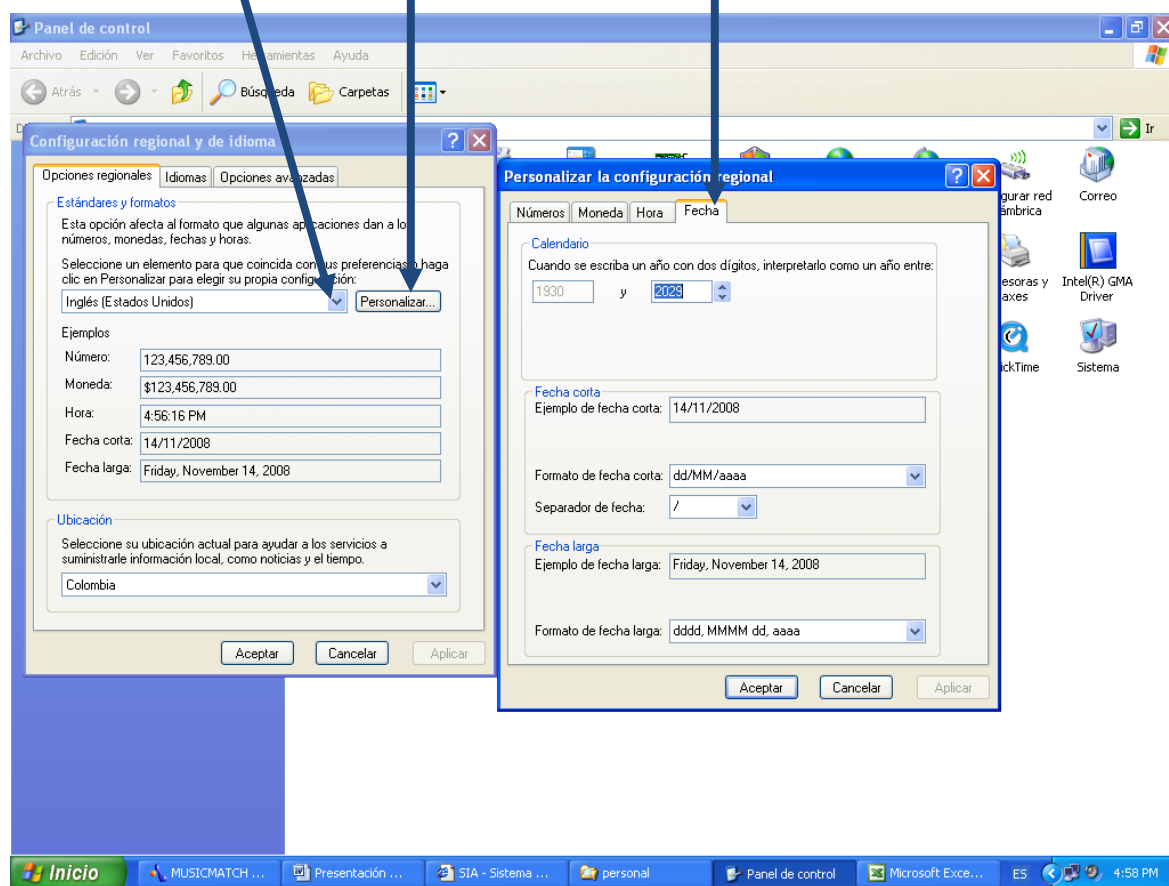 Panel de control
Archivo Edición Ver Favoritos Herramientas Ayuda
Atrás Búsqueda Carpetas
Ir
Configuración regional y de idioma
Opciones regionales Idiomas Opciones avanzadas
Estándares y formatos
Esta opción afecta al formato que algunas aplicaciones dan a los
números, monedas, fechas y horas.
Seleccione un elemento para que coincida con sus preferencias o haga
clic en Personalizar para elegir su propia configuración:
Inglés (Estados Unidos) Personalizar...
Ejemplos
Número: 123,456,789.00
Moneda: $123,456,789.00
Hora: 4:56:16 PM
Fecha corta: 14/11/2008
Fecha larga: Friday, November 14, 2008
Ubicación
Seleccione su ubicación actual para ayudar a los servicios a
suministrarle información local, como noticias y el tiempo.
Colombia
Aceptar Cancelar Aplicar
Personalizar la configuración regional
Números Moneda Hora Fecha
Calendario
Cuando se escriba un año con dos dígitos, interpretarlo como un año entre:
1930 y 2029
Fecha corta
Ejemplo de fecha corta: 14/11/2008
Formato de fecha corta: dd/MM/aaaa
Separador de fecha: /
Fecha larga
Ejemplo de fecha larga: Friday, November 14, 2008
Formato de fecha larga: dddd, MMMM dd, aaaa
Aceptar Cancelar Aplicar
gurar red
ámbrica
Correo
esoras y
axes
Intel(R) GMA
Driver
ickTime
Sistema
Inicio MUSICMATCH ... Presentación ... SIA - Sistema ... personal Panel de control Microsoft Exce... ES 4:58 PM